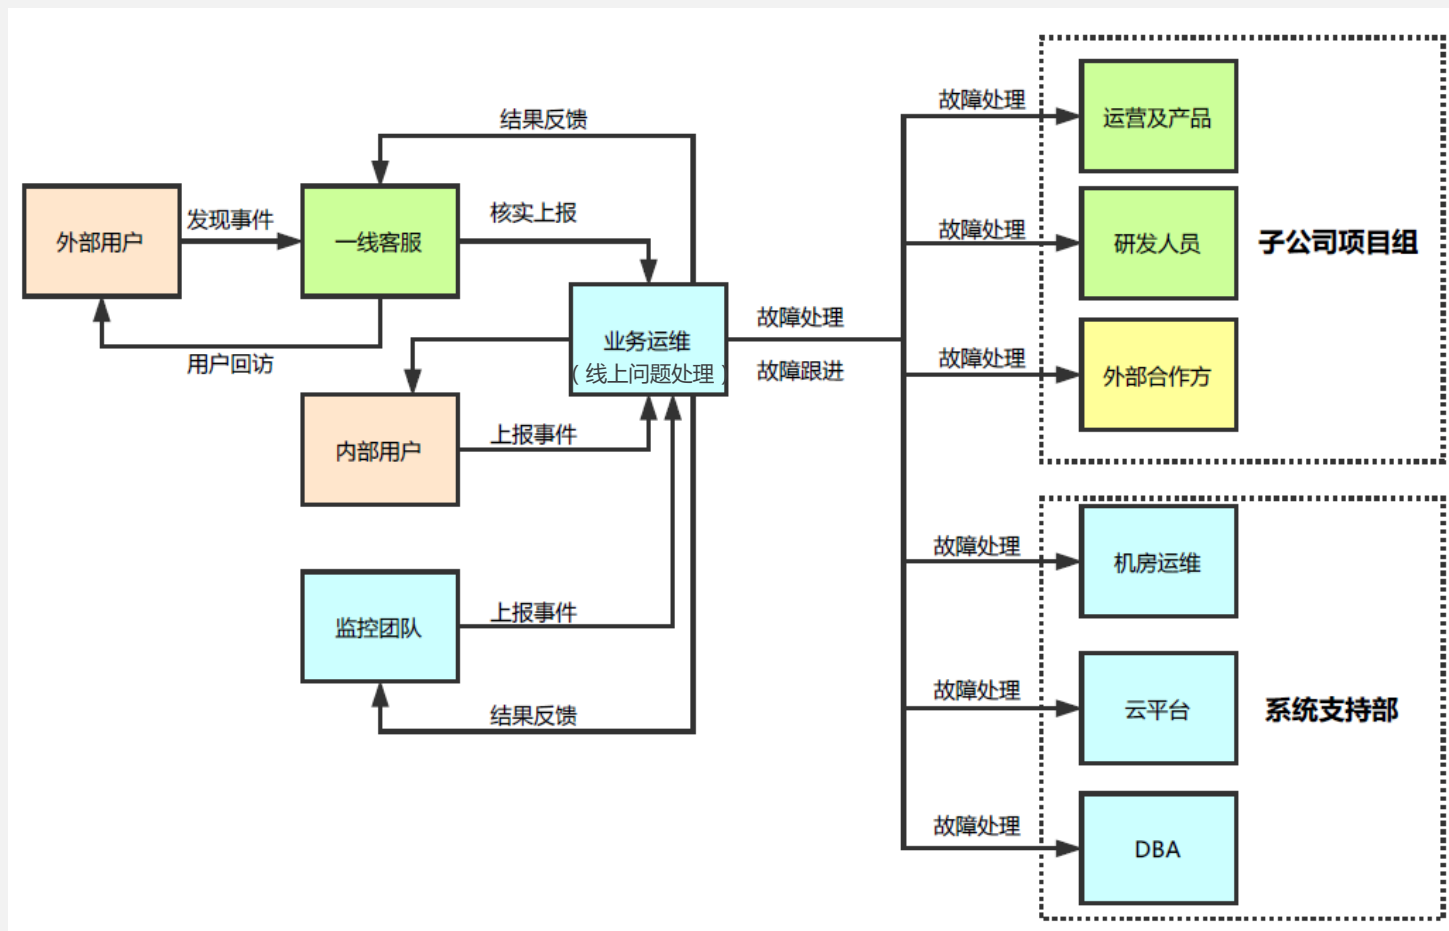 结果反馈
外部用户
发现事件
一线客服
核实上报
用户回访
业务运维
（线上问题处理）
故障处理
故障跟进
内部用户
上报事件
监控团队
上报事件
结果反馈
故障处理
运营及产品
故障处理
研发人员
子公司项目组
故障处理
外部合作方
故障处理
机房运维
故障处理
云平台
系统支持部
故障处理
DBA